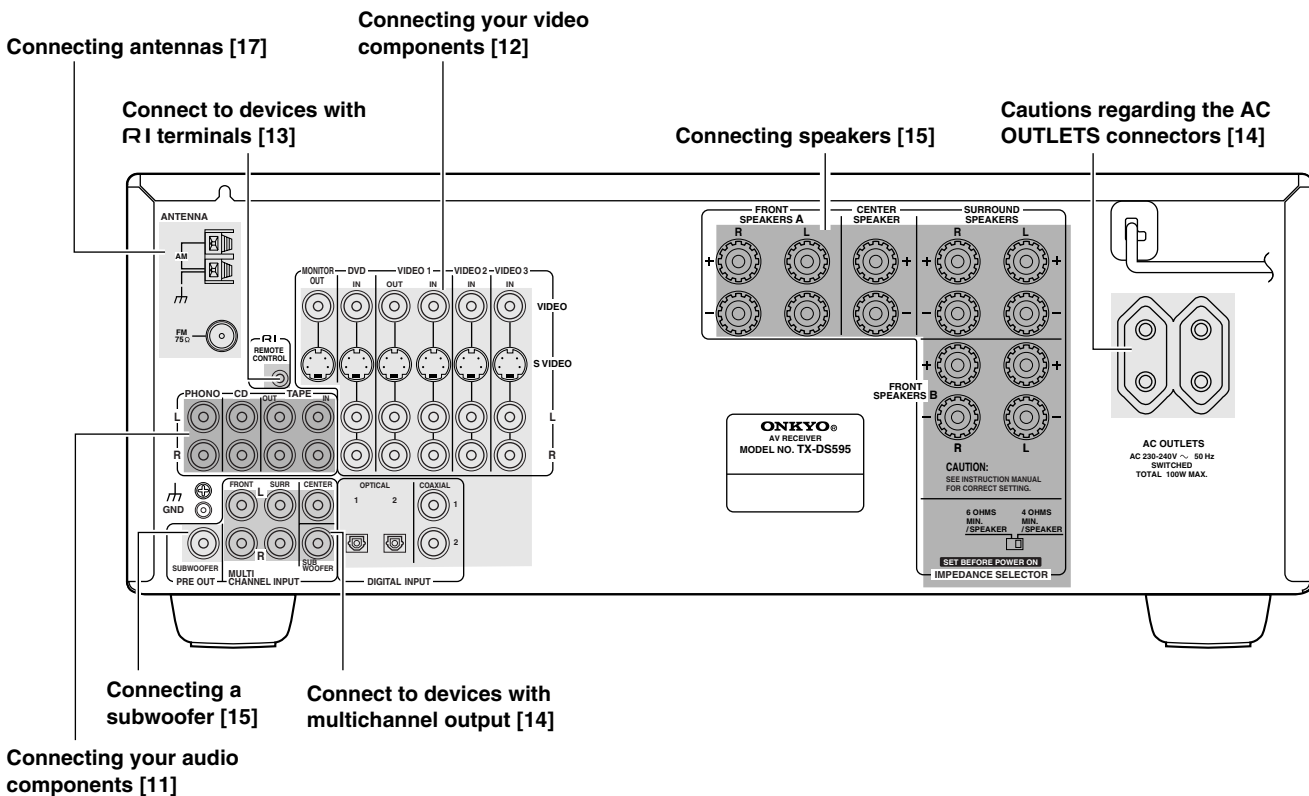 Connecting your video
components [12]
Connecting antennas [17]
Connect to devices with
RI terminals [13]
Connecting speakers [15]
Cautions regarding the AC
OUTLETS connectors [14]
ANTENNA
AM
FM
75Ω
RI
REMOTE
CONTROL
MONITOR
OUT
DVD
IN
VIDEO 1
OUT
IN
VIDEO 2
IN
VIDEO 3
IN
VIDEO
S VIDEO
L
R
PHONO
CD
TAPE
OUT
IN
L
R
GND
FRONT
SURR
CENTER
L
R
SUBWOOFER
SUB
WOOFER
PRE OUT
MULTI
CHANNEL INPUT
OPTICAL
1
2
COAXIAL
1
2
DIGITAL INPUT
ONKYO®
AV RECEIVER
MODEL NO. TX-DS595
FRONT
SPEAKERS A
R
L
+
–
CENTER
SPEAKER
+
–
SURROUND
SPEAKERS
R
L
+
–
FRONT
SPEAKERS B
+
–
+
–
R
L
CAUTION:
SEE INSTRUCTION MANUAL
FOR CORRECT SETTING.
6 OHMS
MIN.
/SPEAKER
4 OHMS
MIN.
/SPEAKER
SET BEFORE POWER ON
IMPEDANCE SELECTOR
AC OUTLETS
AC 230-240V ～ 50 Hz
SWITCHED
TOTAL 100W MAX.
Connecting a
subwoofer [15]
Connect to devices with
multichannel output [14]
Connecting your audio
components [11]